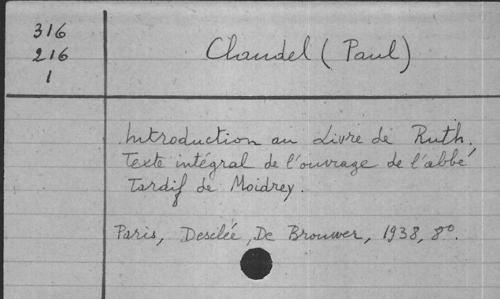 316
216
1
Claudel (Paul)
Introduction au Livre de Ruth,
Texte intégral de l'ouvrage de l'abbé
Tardif de Moidrey.
Paris, Desclée, De Brouwer, 1938, 8º.